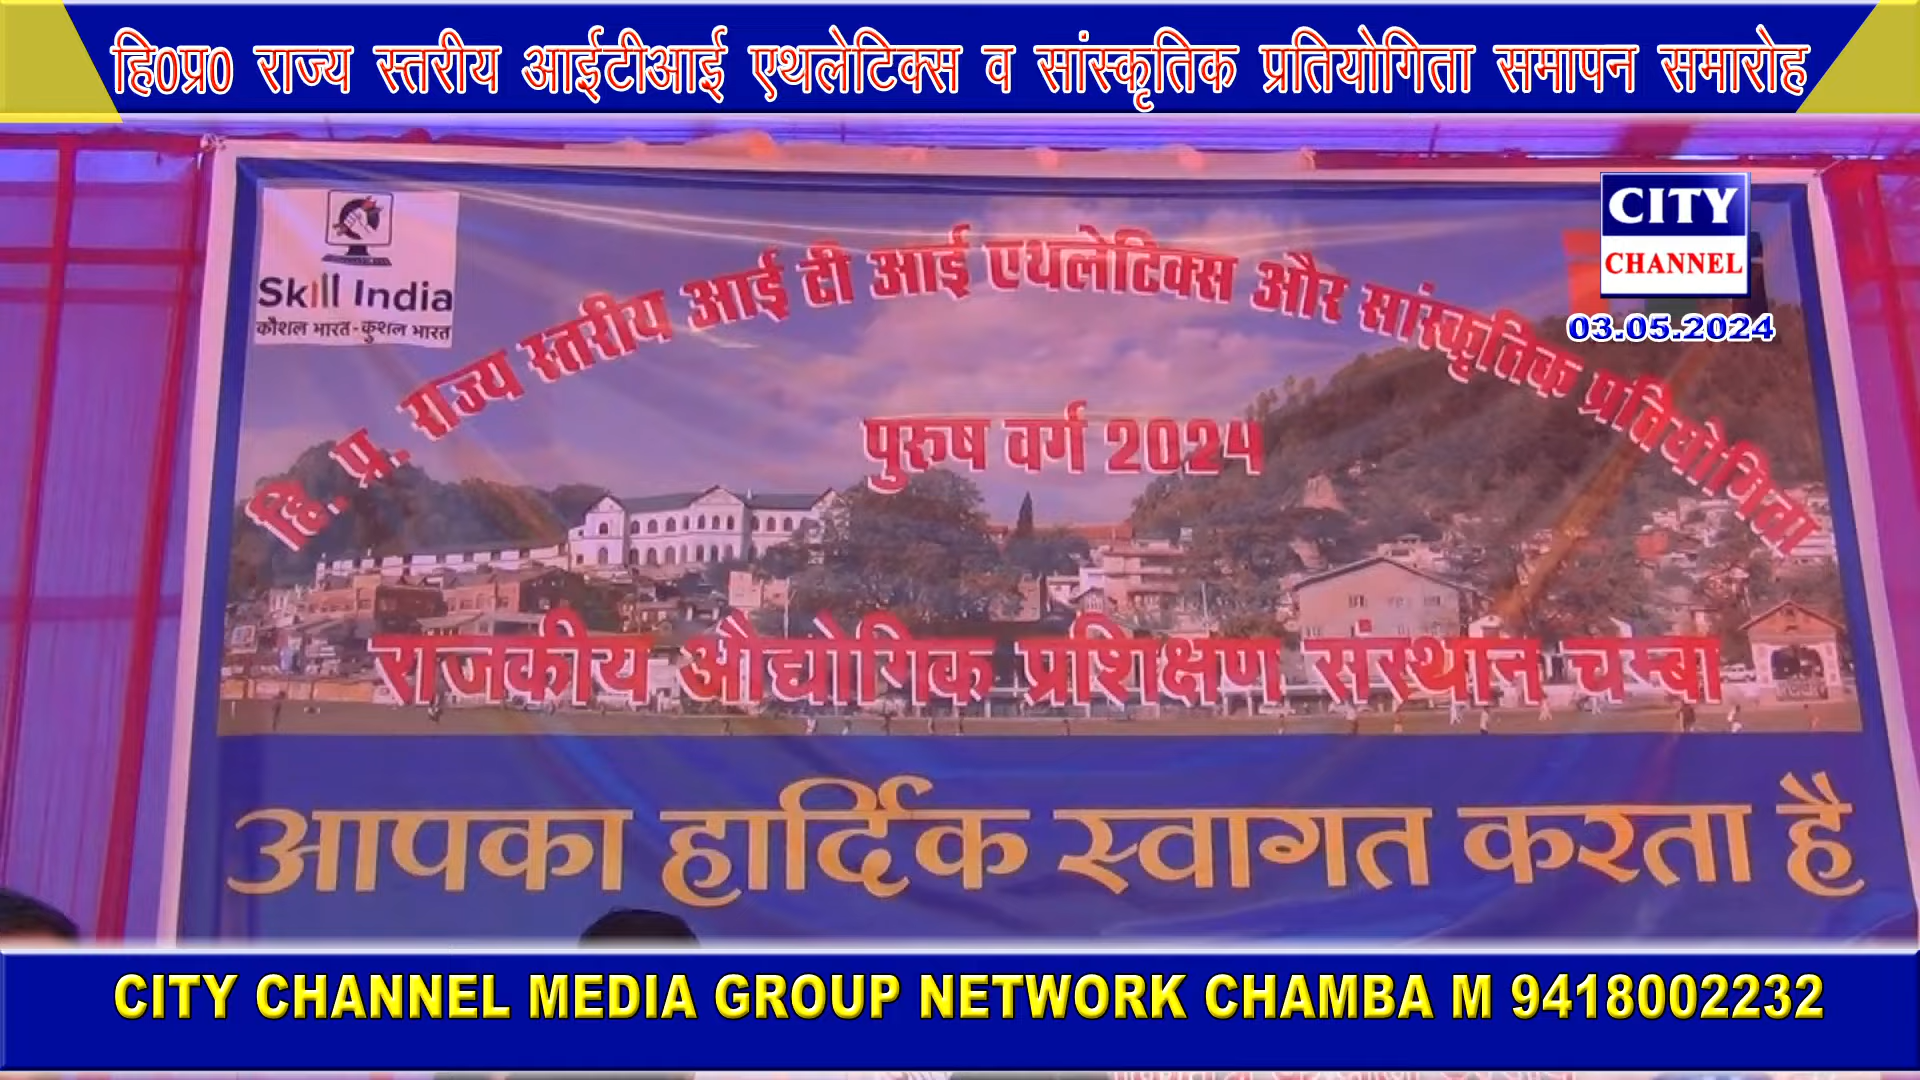 हि0प्र0 राज्य स्तरीय आईटीआई एथलेटिक्स व सांस्कृतिक प्रतियोगिता समापन समारोह
Skill India
कौशल भारत-कुशल भारत
CITY
CHANNEL
03.05.2024
हि. प्र. राज्य स्तरीय आई टी आई एथलेटिक्स और सांस्कृतिक प्रतियोगिता
पुरुष वर्ग 2024
राजकीय औद्योगिक प्रशिक्षण संस्थान चम्बा
आपका हार्दिक स्वागत करता है
CITY CHANNEL MEDIA GROUP NETWORK CHAMBA M 9418002232